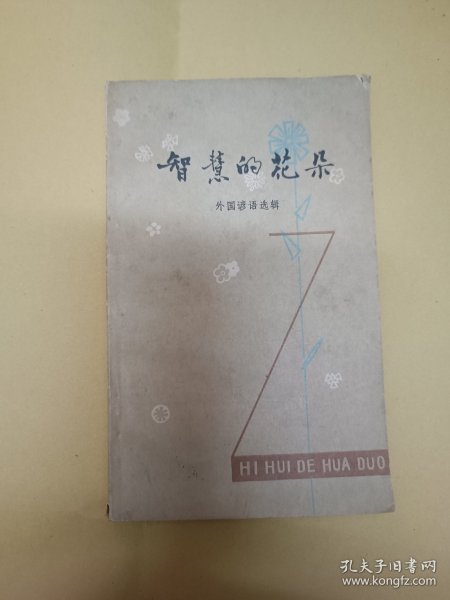 智慧的花朵
外国谚语选辑
ZHI HUI DE HUA DUO
孔夫子旧书网
www.kongfz.com